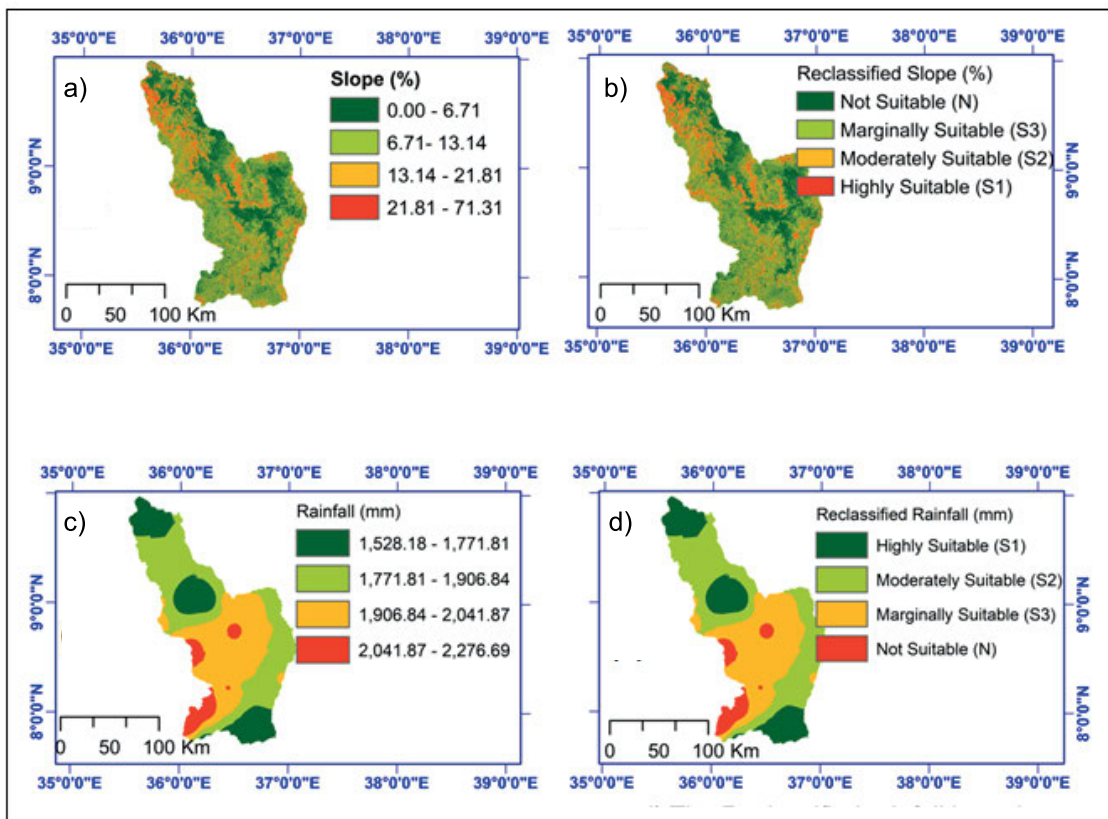 35°0'0"E 36°0'0"E 37°0'0"E 38°0'0"E 39°0'0"E
a)
Slope (%)
0.00 - 6.71
6.71- 13.14
13.14 - 21.81
21.81 - 71.31
9°0'0"N
8°0'0"N
0 50 100 Km
35°0'0"E 36°0'0"E 37°0'0"E 38°0'0"E 39°0'0"E
35°0'0"E 36°0'0"E 37°0'0"E 38°0'0"E 39°0'0"E
b)
Reclassified Slope (%)
Not Suitable (N)
Marginally Suitable (S3)
Moderately Suitable (S2)
Highly Suitable (S1)
9°0'0"N
8°0'0"N
0 50 100 Km
35°0'0"E 36°0'0"E 37°0'0"E 38°0'0"E 39°0'0"E
35°0'0"E 36°0'0"E 37°0'0"E 38°0'0"E 39°0'0"E
c)
Rainfall (mm)
1,528.18 - 1,771.81
1,771.81 - 1,906.84
1,906.84 - 2,041.87
2,041.87 - 2,276.69
9°0'0"N
8°0'0"N
0 50 100 Km
35°0'0"E 36°0'0"E 37°0'0"E 38°0'0"E 39°0'0"E
35°0'0"E 36°0'0"E 37°0'0"E 38°0'0"E 39°0'0"E
d)
Reclassified Rainfall (mm)
Highly Suitable (S1)
Moderately Suitable (S2)
Marginally Suitable (S3)
Not Suitable (N)
9°0'0"N
8°0'0"N
0 50 100 Km
35°0'0"E 36°0'0"E 37°0'0"E 38°0'0"E 39°0'0"E